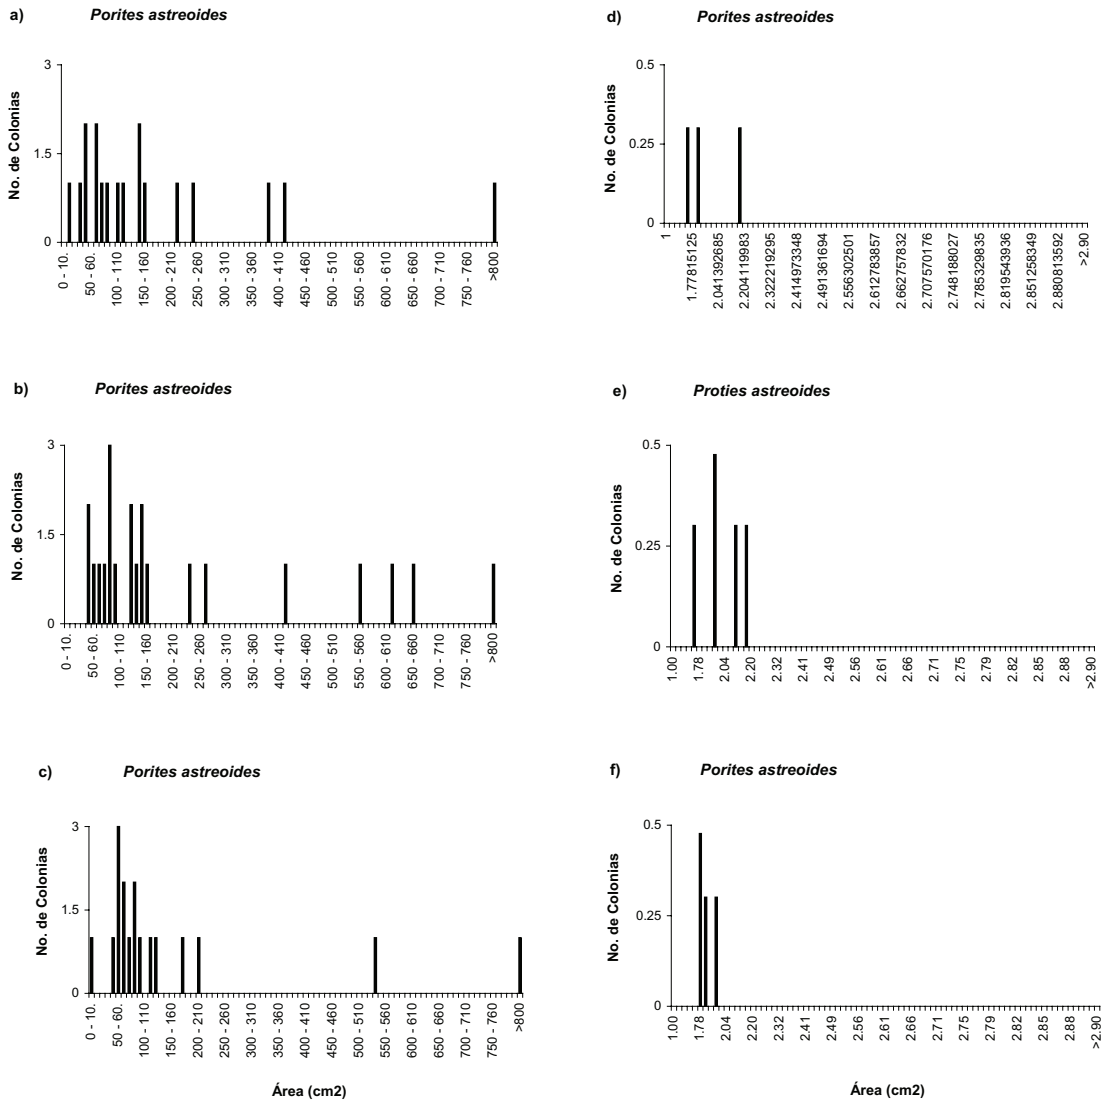 a) Porites astreoides
No. de Colonias
3
1.5
0
0 - 10.
50 - 60.
100 - 110
150 - 160
200 - 210
250 - 260
300 - 310
350 - 360
400 - 410
450 - 460
500 - 510
550 - 560
600 - 610
650 - 660
700 - 710
750 - 760
>800
d) Porites astreoides
No. de Colonias
0.5
0.25
0
1
1.77815125
2.041392685
2.204119983
2.322219295
2.414973348
2.491361694
2.556302501
2.612783857
2.662757832
2.707570176
2.748188027
2.785329835
2.819543936
2.851258349
2.880813592
>2.90
b) Porites astreoides
No. de Colonias
3
1.5
0
0 - 10.
50 - 60.
100 - 110
150 - 160
200 - 210
250 - 260
300 - 310
350 - 360
400 - 410
450 - 460
500 - 510
550 - 560
600 - 610
650 - 660
700 - 710
750 - 760
>800
e) Proties astreoides
No. de Colonias
0.5
0.25
0
1.00
1.78
2.04
2.20
2.32
2.41
2.49
2.56
2.61
2.66
2.71
2.75
2.79
2.82
2.85
2.88
>2.90
c) Porites astreoides
No. de Colonias
3
1.5
0
0 - 10.
50 - 60.
100 - 110
150 - 160
200 - 210
250 - 260
300 - 310
350 - 360
400 - 410
450 - 460
500 - 510
550 - 560
600 - 610
650 - 660
700 - 710
750 - 760
>800
Área (cm2)
f) Porites astreoides
No. de Colonias
0.5
0.25
0
1.00
1.78
2.04
2.20
2.32
2.41
2.49
2.56
2.61
2.66
2.71
2.75
2.79
2.82
2.85
2.88
>2.90
Área (cm2)